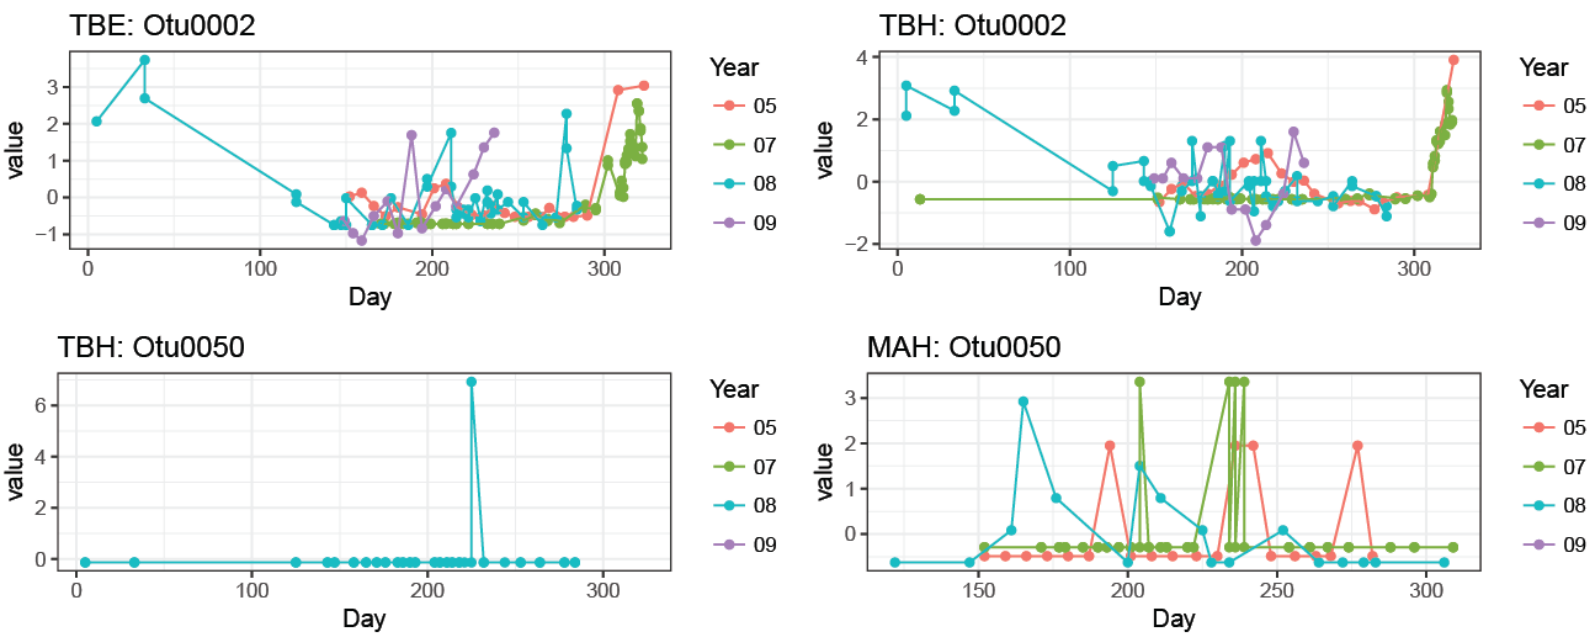 TBE: Otu0002
value
3
2
1
0
−1
0 100 200 300
Day
Year
05
07
08
09
TBH: Otu0002
value
4
2
0
−2
0 100 200 300
Day
Year
05
07
08
09
TBH: Otu0050
value
6
4
2
0
0 100 200 300
Day
Year
05
07
08
09
MAH: Otu0050
value
3
2
1
0
150 200 250 300
Day
Year
05
07
08
09